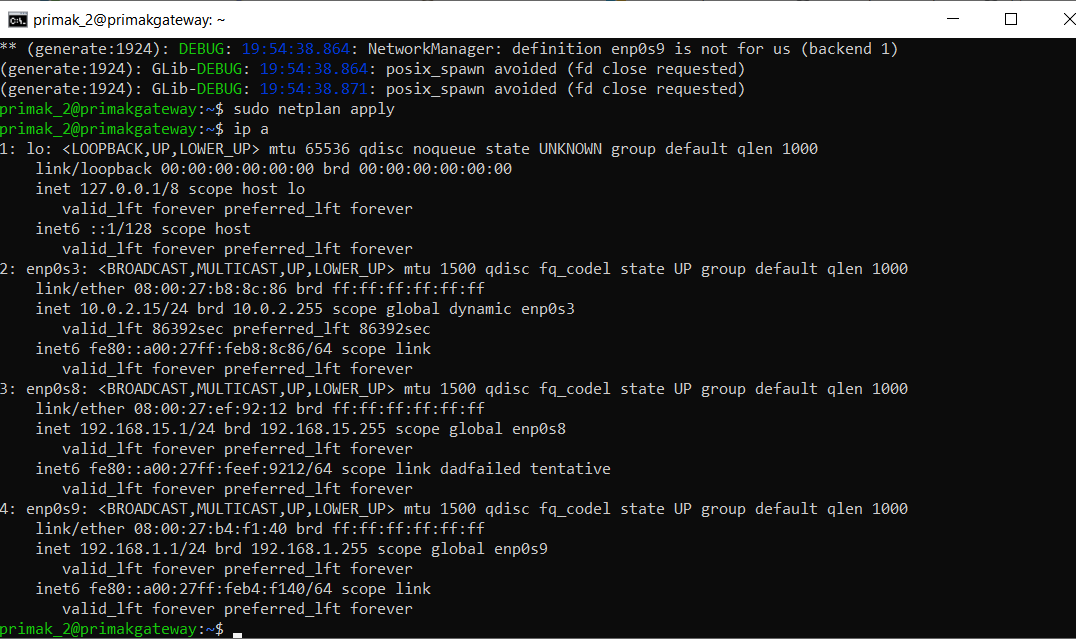 primak_2@primakgateway: ~
** (generate:1924): DEBUG: 19:54:38.864: NetworkManager: definition enp0s9 is not for us (backend 1)
(generate:1924): GLib-DEBUG: 19:54:38.864: posix_spawn avoided (fd close requested)
(generate:1924): GLib-DEBUG: 19:54:38.871: posix_spawn avoided (fd close requested)
primak_2@primakgateway:~$ sudo netplan apply
primak_2@primakgateway:~$ ip a
1: lo: <LOOPBACK,UP,LOWER_UP> mtu 65536 qdisc noqueue state UNKNOWN group default qlen 1000
    link/loopback 00:00:00:00:00:00 brd 00:00:00:00:00:00
    inet 127.0.0.1/8 scope host lo
       valid_lft forever preferred_lft forever
    inet6 ::1/128 scope host
       valid_lft forever preferred_lft forever
2: enp0s3: <BROADCAST,MULTICAST,UP,LOWER_UP> mtu 1500 qdisc fq_codel state UP group default qlen 1000
    link/ether 08:00:27:b8:8c:86 brd ff:ff:ff:ff:ff:ff
    inet 10.0.2.15/24 brd 10.0.2.255 scope global dynamic enp0s3
       valid_lft 86392sec preferred_lft 86392sec
    inet6 fe80::a00:27ff:feb8:8c86/64 scope link
       valid_lft forever preferred_lft forever
3: enp0s8: <BROADCAST,MULTICAST,UP,LOWER_UP> mtu 1500 qdisc fq_codel state UP group default qlen 1000
    link/ether 08:00:27:ef:92:12 brd ff:ff:ff:ff:ff:ff
    inet 192.168.15.1/24 brd 192.168.15.255 scope global enp0s8
       valid_lft forever preferred_lft forever
    inet6 fe80::a00:27ff:feef:9212/64 scope link dadfailed tentative
       valid_lft forever preferred_lft forever
4: enp0s9: <BROADCAST,MULTICAST,UP,LOWER_UP> mtu 1500 qdisc fq_codel state UP group default qlen 1000
    link/ether 08:00:27:b4:f1:40 brd ff:ff:ff:ff:ff:ff
    inet 192.168.1.1/24 brd 192.168.1.255 scope global enp0s9
       valid_lft forever preferred_lft forever
    inet6 fe80::a00:27ff:feb4:f140/64 scope link
       valid_lft forever preferred_lft forever
primak_2@primakgateway:~$